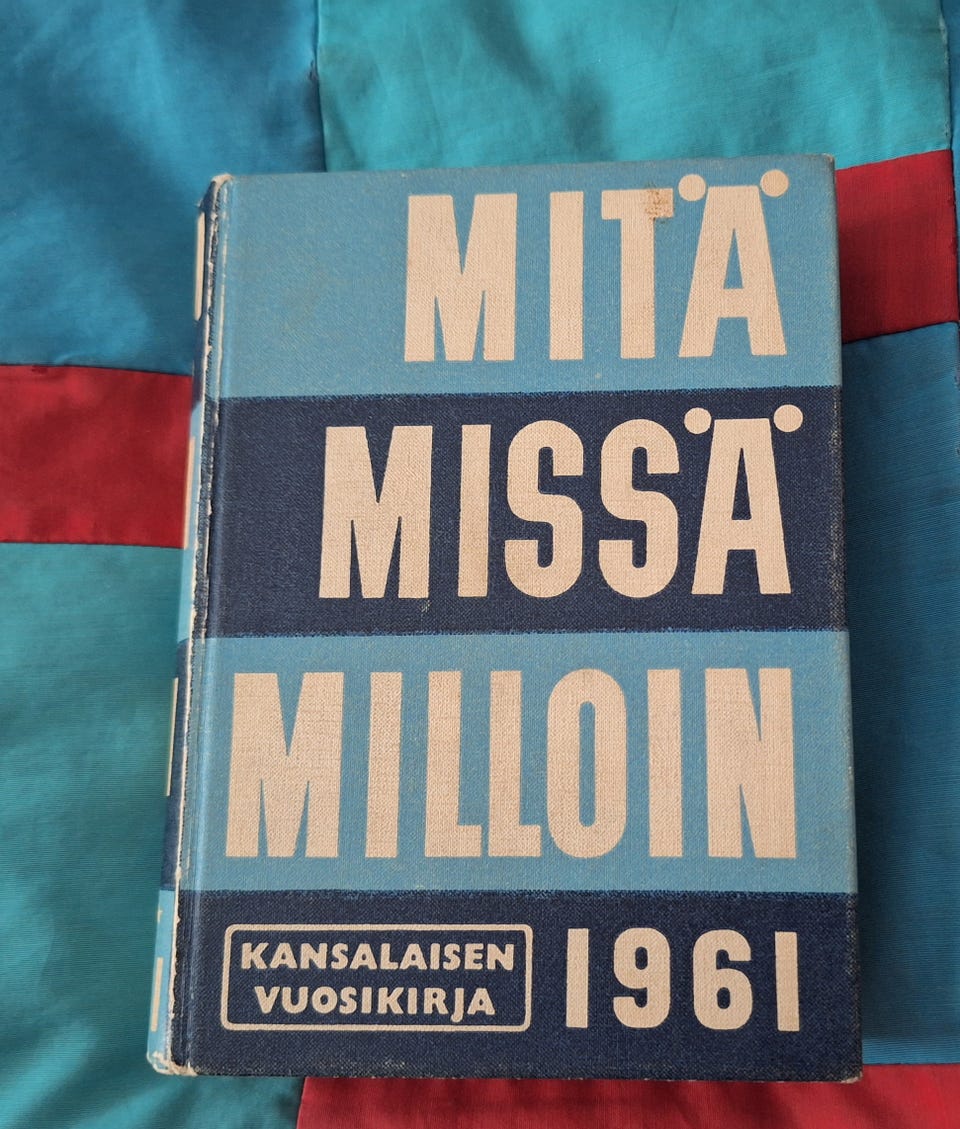 MITÄ
MISSÄ
MILLOIN
KANSALAISEN
VUOSIKIRJA
1961